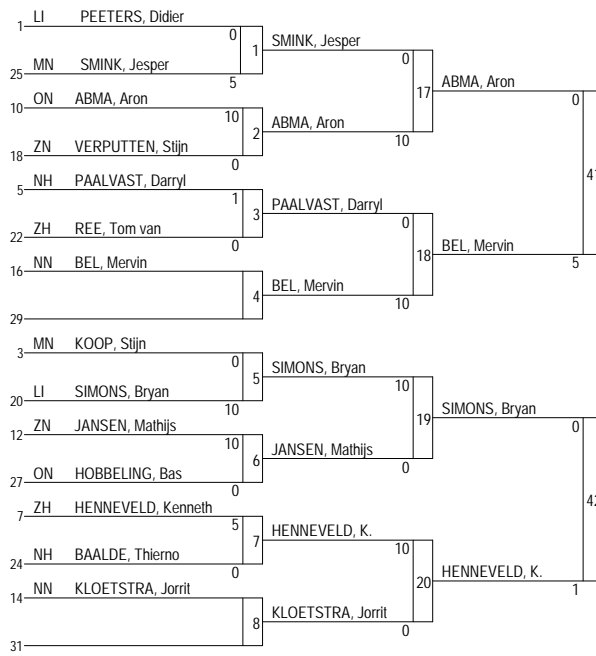 1 LI PEETERS, Didier
0
1 SMINK, Jesper
0
25 MN SMINK, Jesper
5
17 ABMA, Aron
0
10 ON ABMA, Aron
10
2 ABMA, Aron
10
18 ZN VERPUTTEN, Stijn
0
41
5 NH PAALVAST, Darryl
1
3 PAALVAST, Darryl
0
22 ZH REE, Tom van
0
18 BEL, Mervin
5
16 NN BEL, Mervin
4 BEL, Mervin
10
29
3 MN KOOP, Stijn
0
5 SIMONS, Bryan
10
20 LI SIMONS, Bryan
10
19 SIMONS, Bryan
0
12 ZN JANSEN, Mathijs
10
6 JANSEN, Mathijs
0
27 ON HOBBELING, Bas
0
42
7 ZH HENNEVELD, Kenneth
5
7 HENNEVELD, K.
10
24 NH BAALDE, Thierno
0
20 HENNEVELD, K.
1
14 NN KLOETSTRA, Jorrit
8 KLOETSTRA, Jorrit
0
31